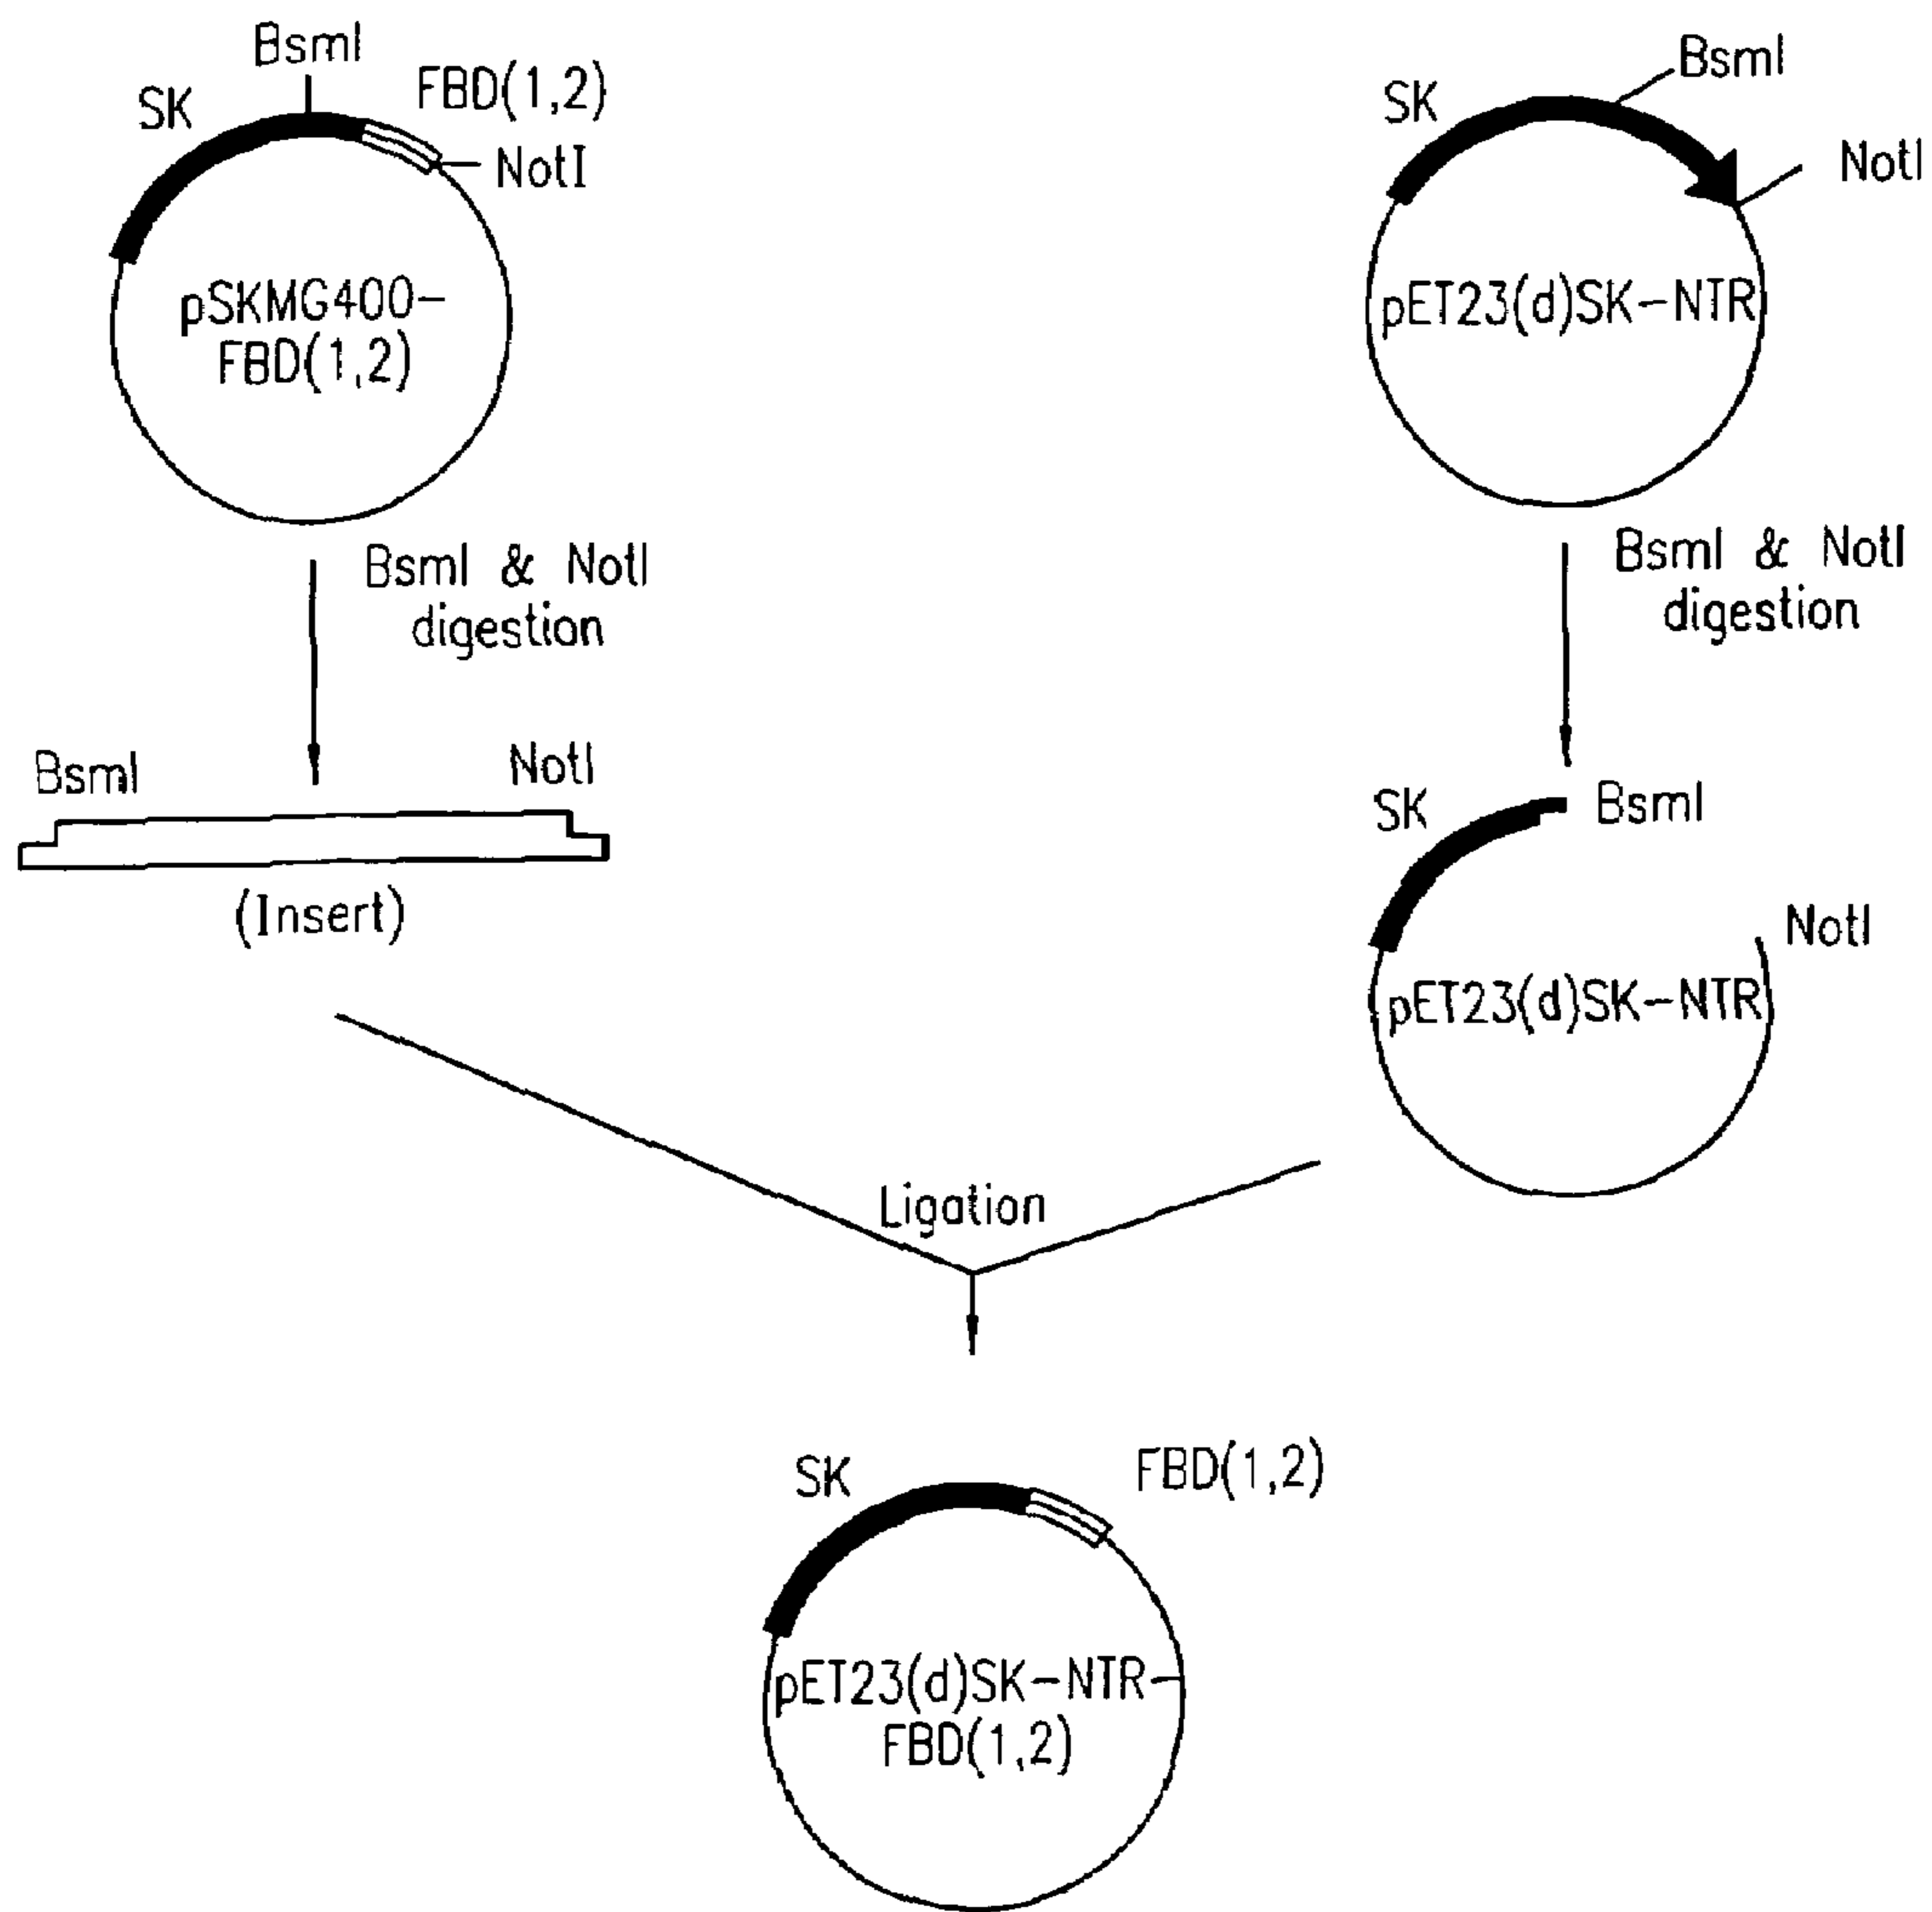 BsmI
SK
FBD(1,2)
NotI
pSKMG400-
FBD(1,2)
BsmI
SK
NotI
pET23(d)SK-NTR
BsmI & NotI
digestion
BsmI & NotI
digestion
BsmI
NotI
(Insert)
SK
BsmI
NotI
pET23(d)SK-NTR
Ligation
SK
FBD(1,2)
pET23(d)SK-NTR-
FBD(1,2)